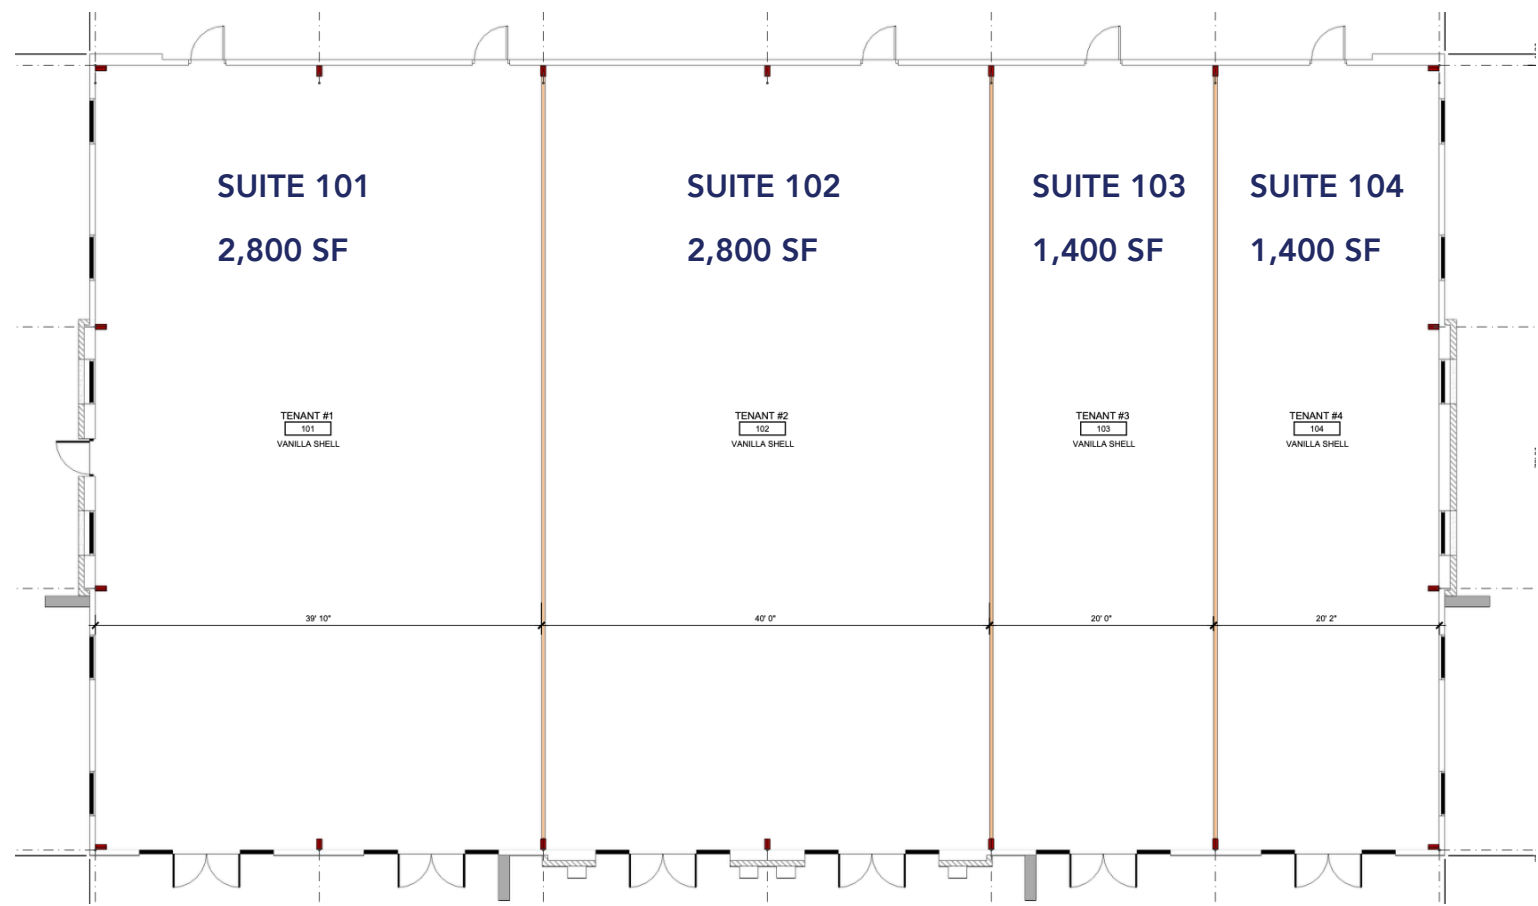 SUITE 101
2,800 SF
SUITE 102
2,800 SF
SUITE 103
1,400 SF
SUITE 104
1,400 SF
TENANT #1
101
VANILLA SHELL
TENANT #2
102
VANILLA SHELL
TENANT #3
103
VANILLA SHELL
TENANT #4
104
VANILLA SHELL
39' 10"
40' 0"
20' 0"
20' 2"